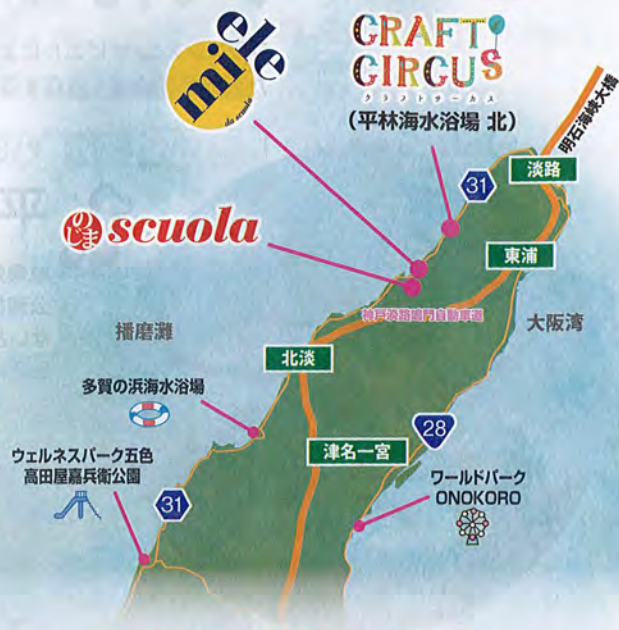 miele
da scuola
CRAFT
CIRCUS
クラフトサーカス
(平林海水浴場 北)
明石海峡大橋
淡路
31
のじま
scuola
東浦
神戸淡路鳴門自動車道
大阪湾
播磨灘
北淡
多賀の浜海水浴場
28
津名一宮
ウェルネスパーク五色
高田屋嘉兵衛公園
ワールドパーク
ONOKORO
31